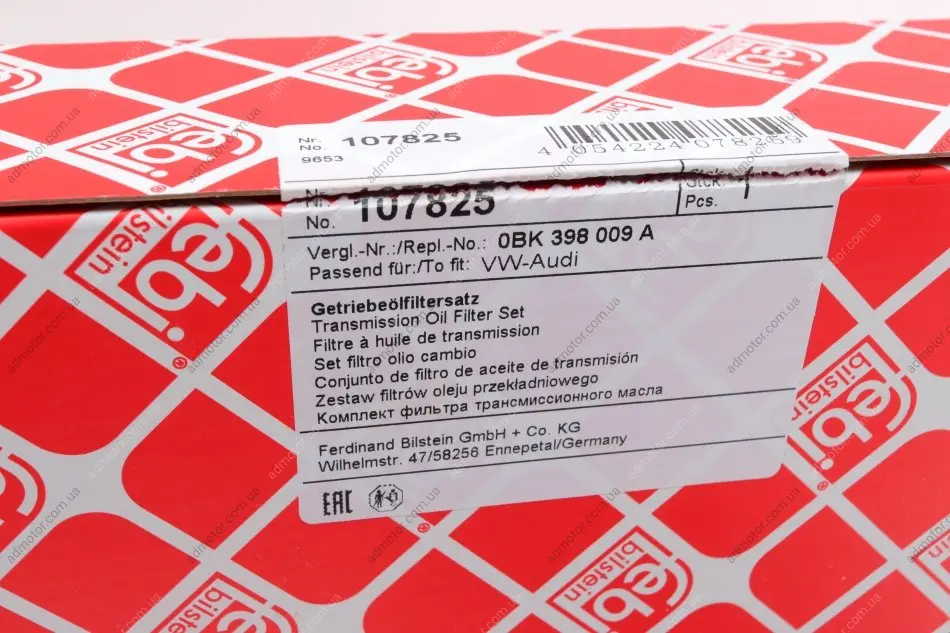 Nr.
No. 107825
9653
4 054224 078259
Nr.
No. 107825
Stck.
Pcs. 1
Vergl.-Nr.:/Repl.-No.: 0BK 398 009 A
Passend für:/To fit: VW-Audi
Getriebeölfiltersatz
Transmission Oil Filter Set
Filtre à huile de transmission
Set filtro olio cambio
Conjunto de filtro de aceite de transmisión
Zestaw filtrów oleju przekładniowego
Комплект фильтра трансмиссионного масла
Ferdinand Bilstein GmbH + Co. KG
Wilhelmstr. 47/58256 Ennepetal/Germany
EAC
febi
bilstein
admotor.com.ua